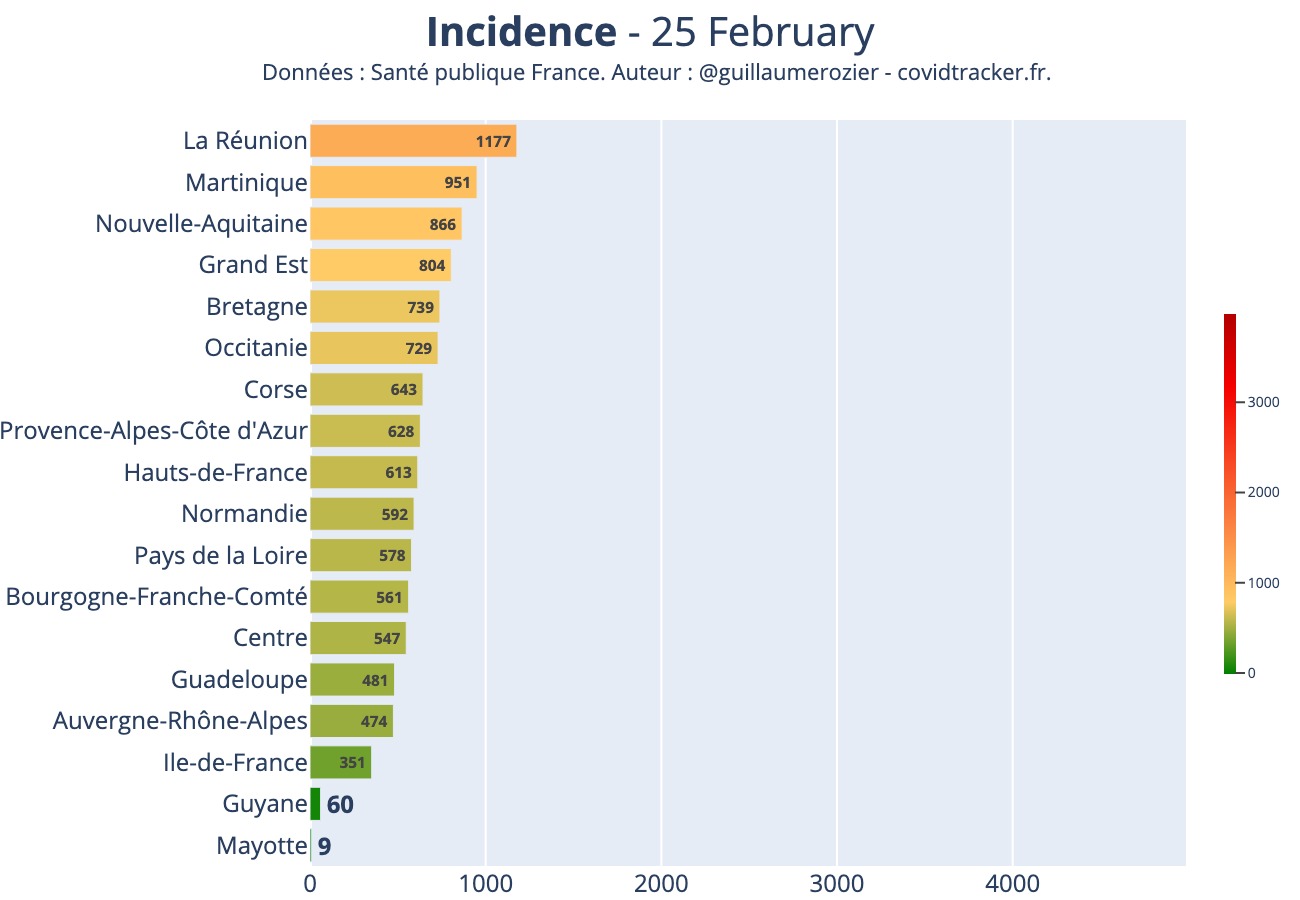 Incidence - 25 February
Données : Santé publique France. Auteur : @guillaumerozier - covidtracker.fr.
La Réunion 1177
Martinique 951
Nouvelle-Aquitaine 866
Grand Est 804
Bretagne 739
Occitanie 729
Corse 643
Provence-Alpes-Côte d'Azur 628
Hauts-de-France 613
Normandie 592
Pays de la Loire 578
Bourgogne-Franche-Comté 561
Centre 547
Guadeloupe 481
Auvergne-Rhône-Alpes 474
Ile-de-France 351
Guyane 60
Mayotte 9
0 1000 2000 3000 4000
3000
2000
1000
0